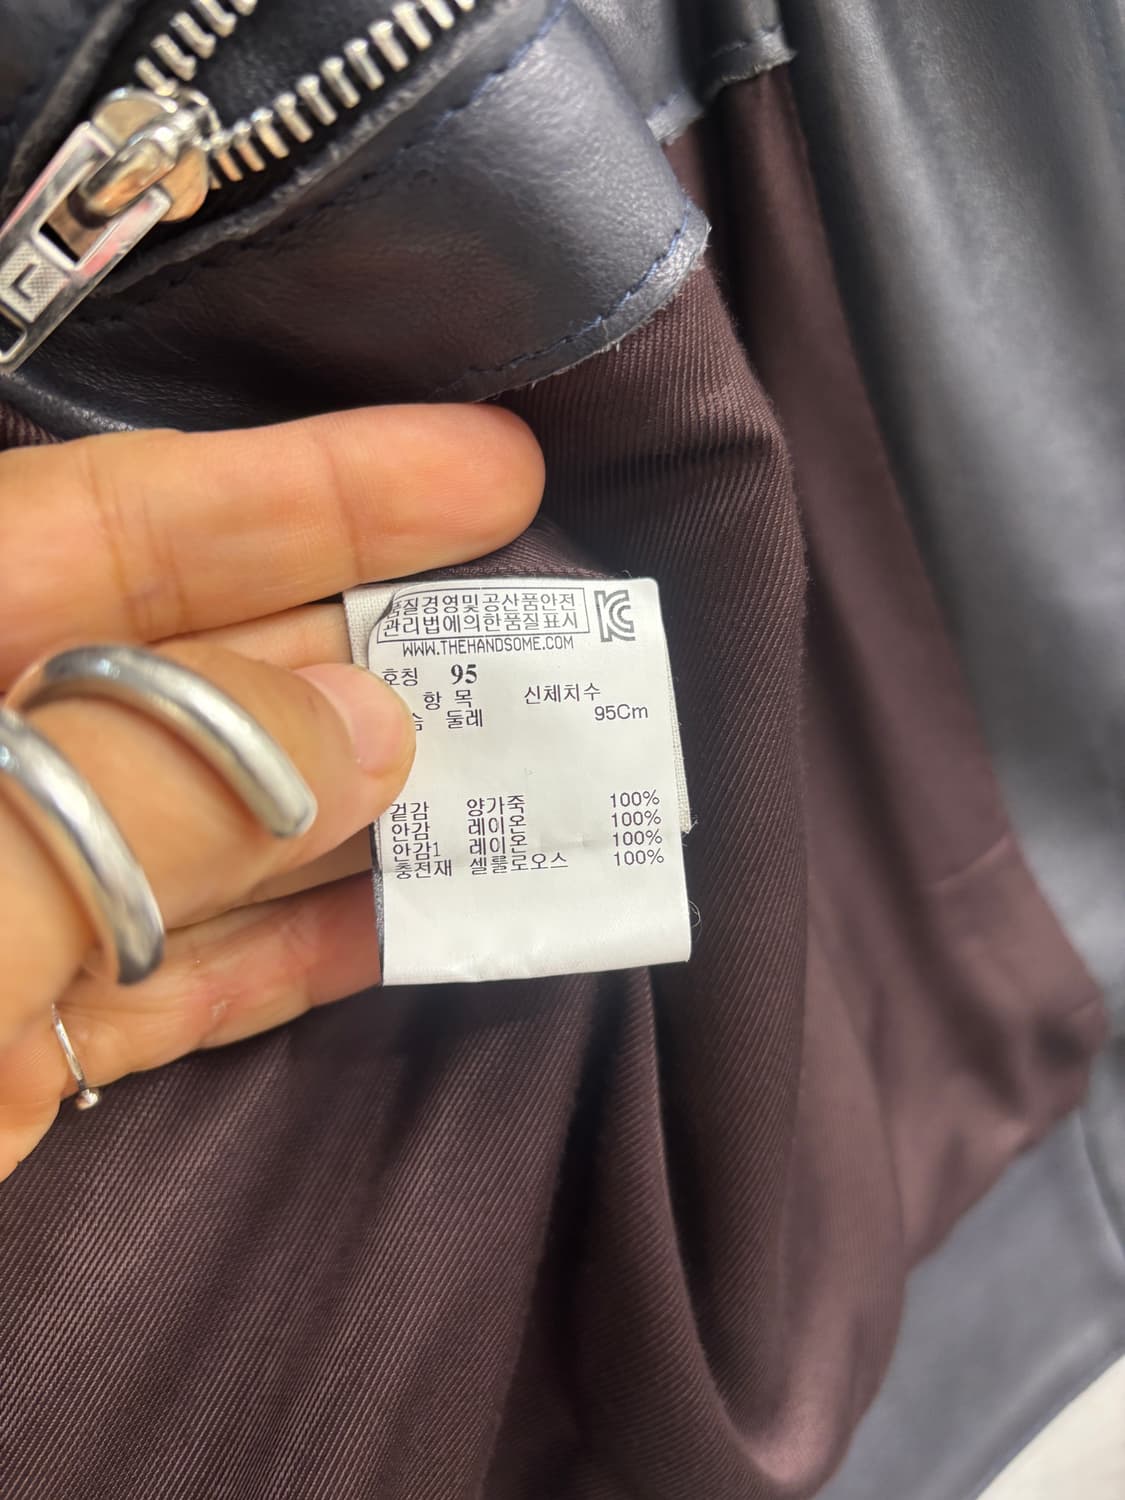 품질경영및공산품안전
관리법에의한품질표시
WWW.THEHANDSOME.COM
호칭 95
항 목 신체치수
둘레 95Cm
겉감 양가죽 100%
안감 레이온 100%
안감1 레이온 100%
충전재 셀룰로오스 100%